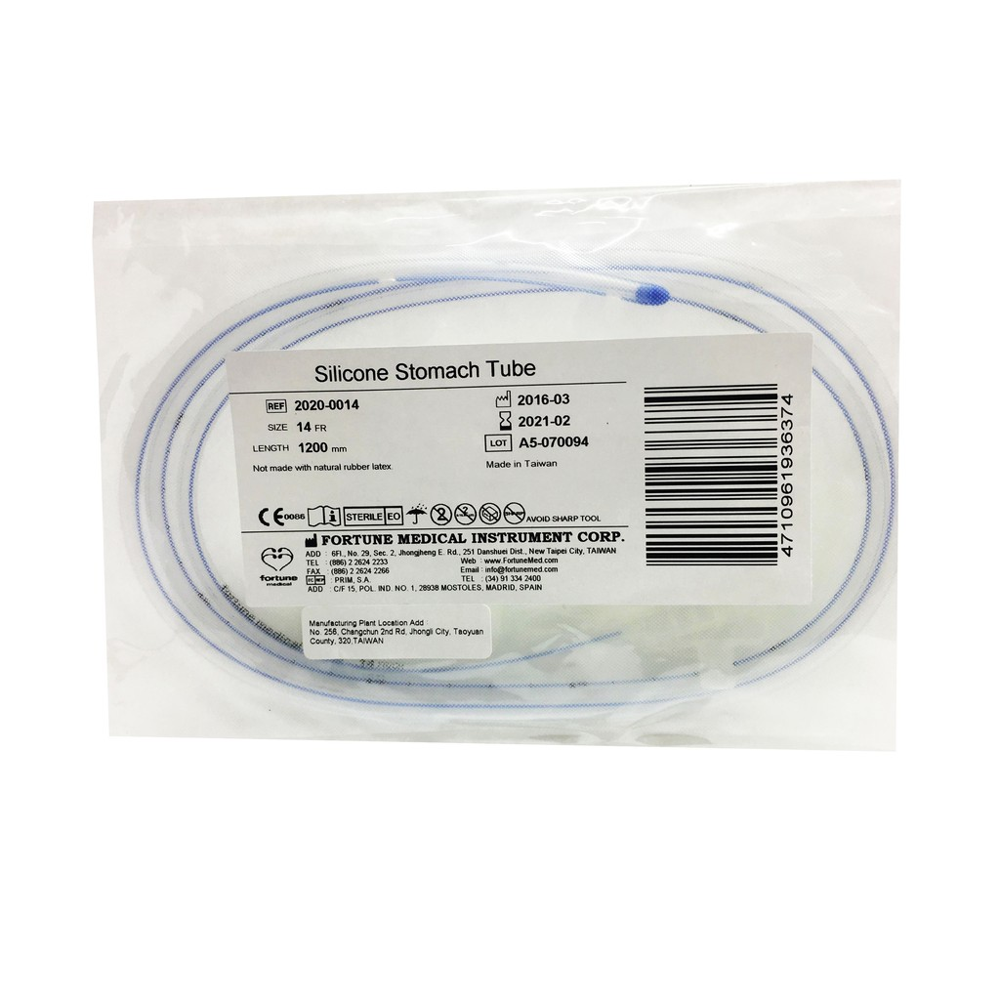 Silicone Stomach Tube
REF 2020-0014
SIZE 14 FR
LENGTH 1200 mm
Not made with natural rubber latex
2016-03
2021-02
LOT A5-070094
Made in Taiwan
CE0086 STERILE EO AVOID SHARP TOOL
FORTUNE MEDICAL INSTRUMENT CORP.
fortune
medical
ADD : 6Fl., No. 29, Sec. 2, Jhongjheng E. Rd., 251 Danshuei Dist., New Taipei City, TAIWAN
TEL : (886) 2 2624 2233 Web : www.FortuneMed.com
FAX : (886) 2 2624 2266 Email : info@fortunemed.com
EC REP : PRIM, S.A. TEL : (34) 91 334 2400
ADD : C/F 15, POL. IND. NO. 1, 28938 MOSTOLES, MADRID, SPAIN
4710961936374
Manufacturing Plant Location Add :
No. 256, Changchun 2nd Rd, Jhongli City, Taoyuan
County, 320,TAIWAN